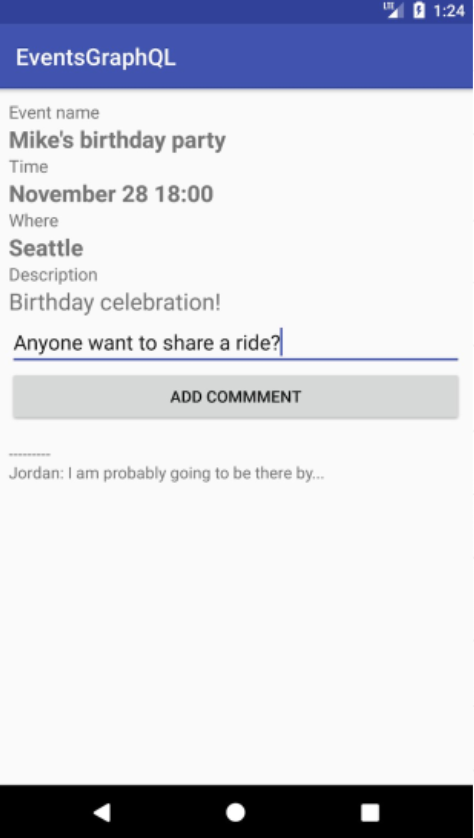 LTE 1:24
EventsGraphQL
Event name
Mike's birthday party
Time
November 28 18:00
Where
Seattle
Description
Birthday celebration!
Anyone want to share a ride?
ADD COMMMENT
---------
Jordan: I am probably going to be there by...